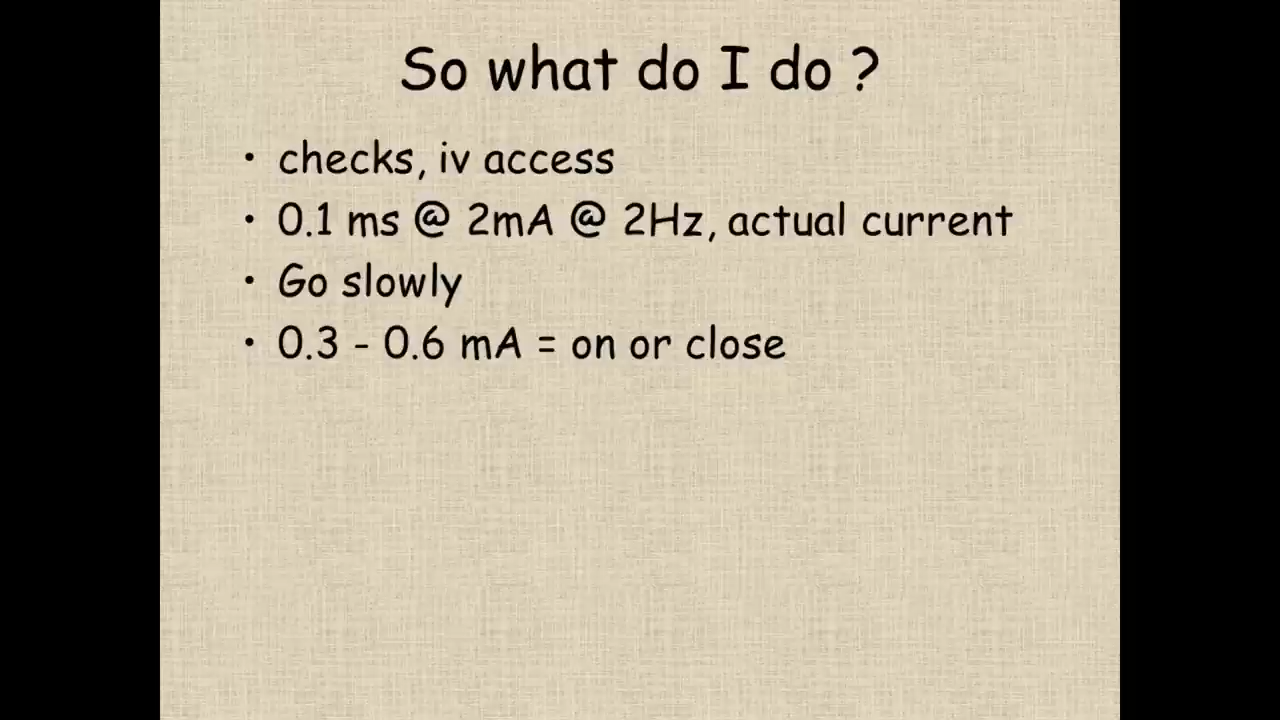 So what do I do ?
• checks, iv access
• 0.1 ms @ 2mA @ 2Hz, actual current
• Go slowly
• 0.3 - 0.6 mA = on or close